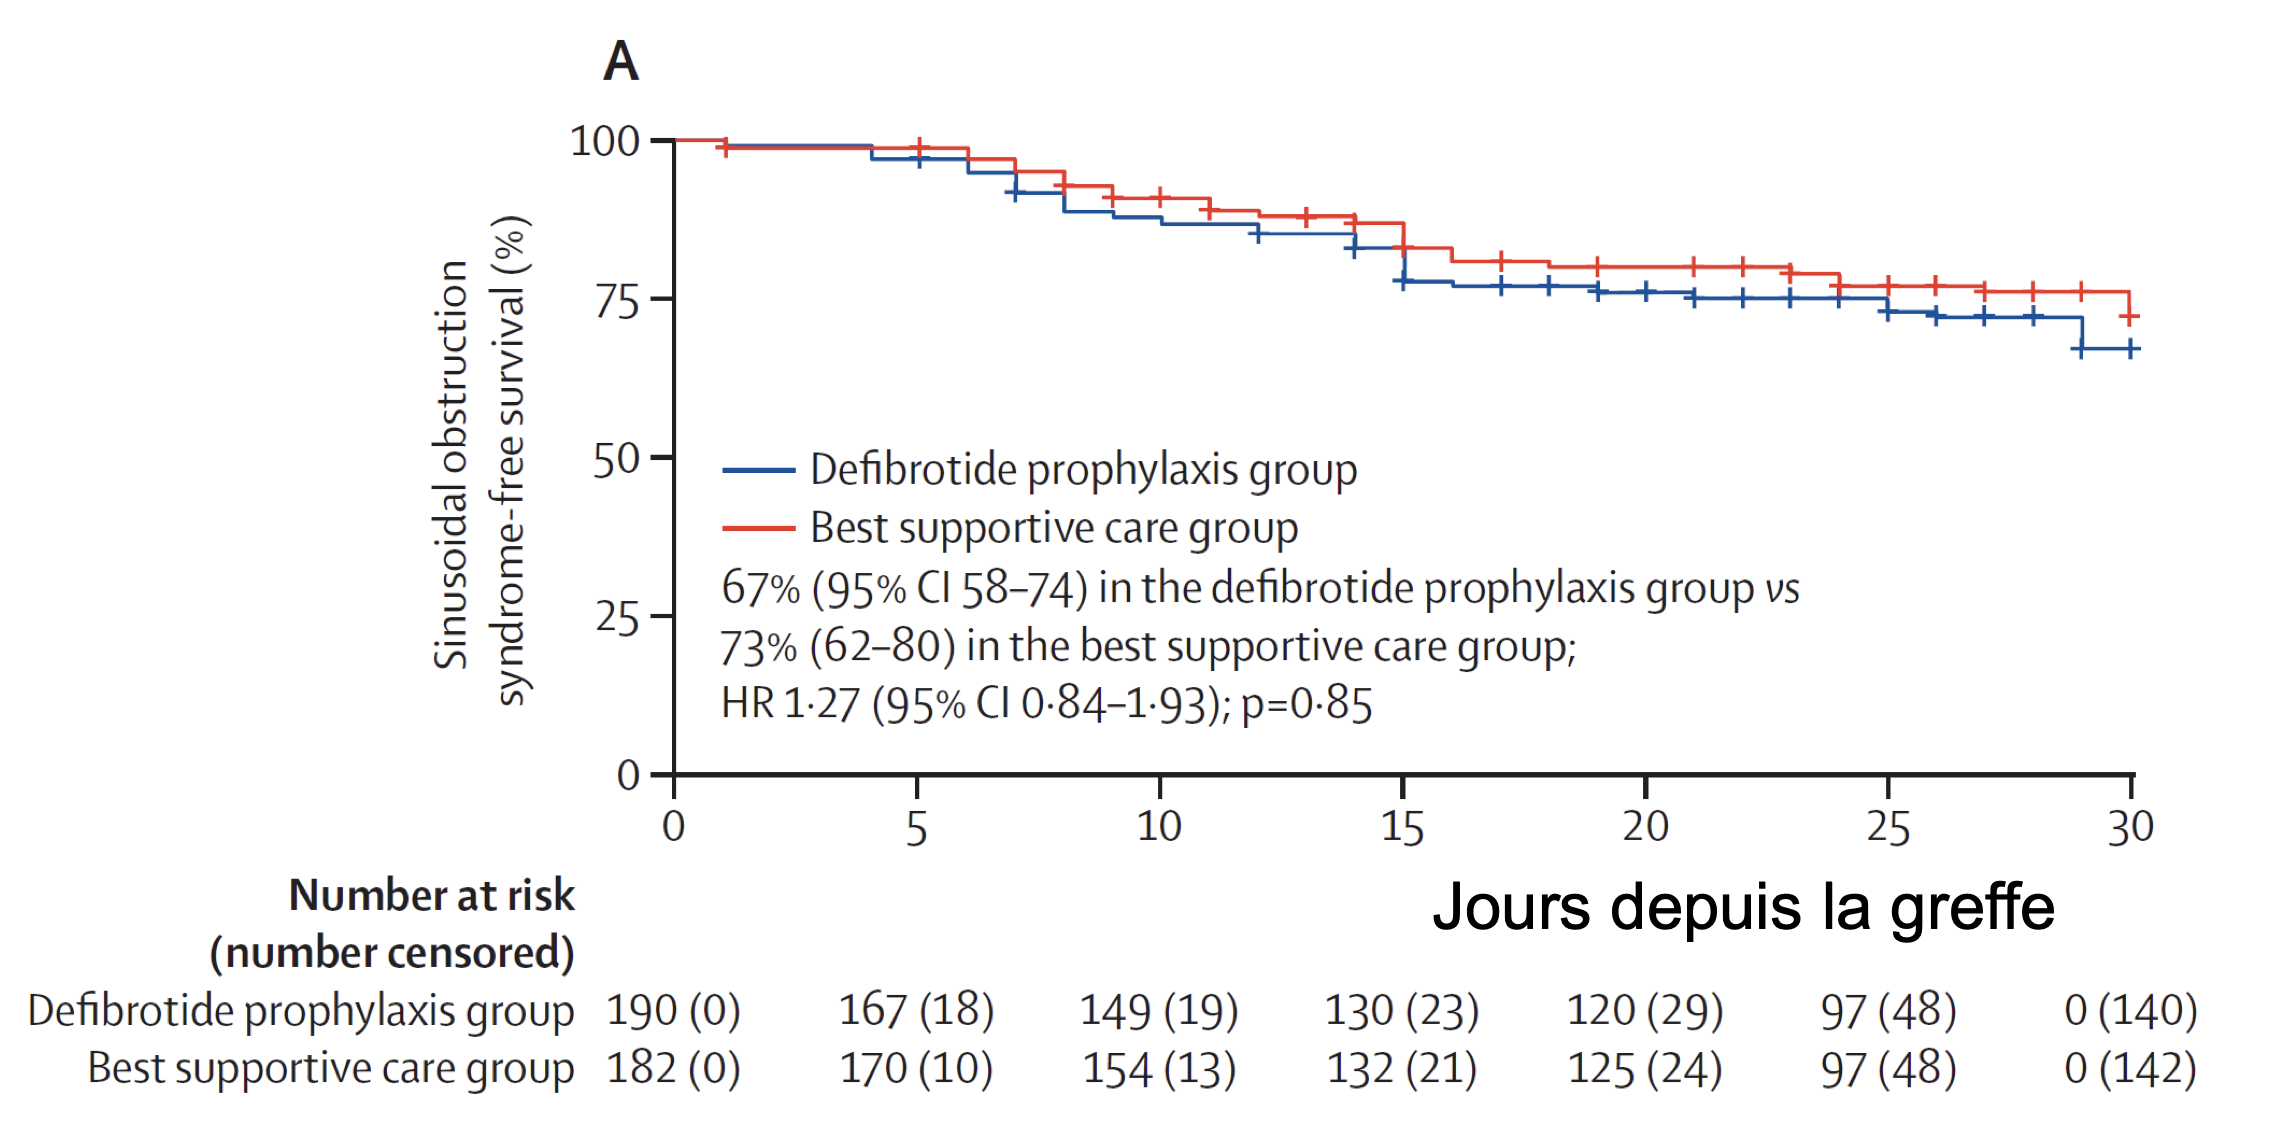 A
Sinusoidal obstruction
syndrome-free survival (%)
100
75
50
25
0
Defibrotide prophylaxis group
Best supportive care group
67% (95% CI 58–74) in the defibrotide prophylaxis group vs
73% (62–80) in the best supportive care group;
HR 1·27 (95% CI 0·84–1·93); p=0·85
0 5 10 15 20 25 30
Jours depuis la greffe
Number at risk
(number censored)
Defibrotide prophylaxis group 190 (0) 167 (18) 149 (19) 130 (23) 120 (29) 97 (48) 0 (140)
Best supportive care group 182 (0) 170 (10) 154 (13) 132 (21) 125 (24) 97 (48) 0 (142)